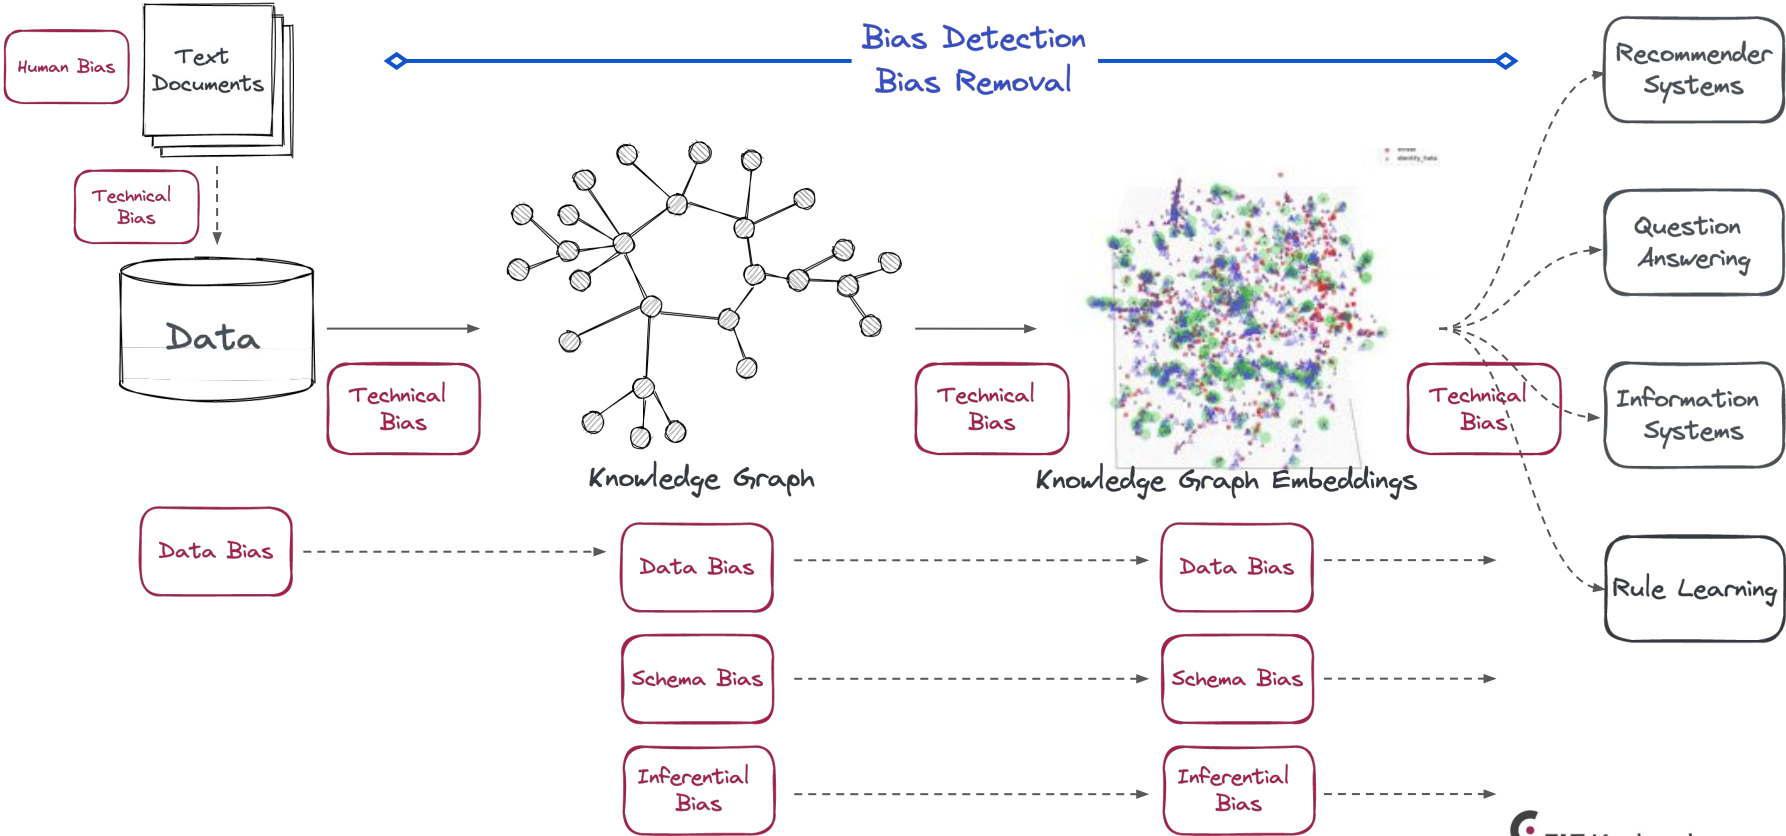 Human Bias
Text
Documents
Bias Detection
Bias Removal
Recommender
Systems
Technical
Bias
Question
Answering
Data
Technical
Bias
Technical
Bias
Technical
Bias
Information
Systems
Knowledge Graph
Knowledge Graph Embeddings
Data Bias
Data Bias
Data Bias
Rule Learning
Schema Bias
Schema Bias
Inferential
Bias
Inferential
Bias